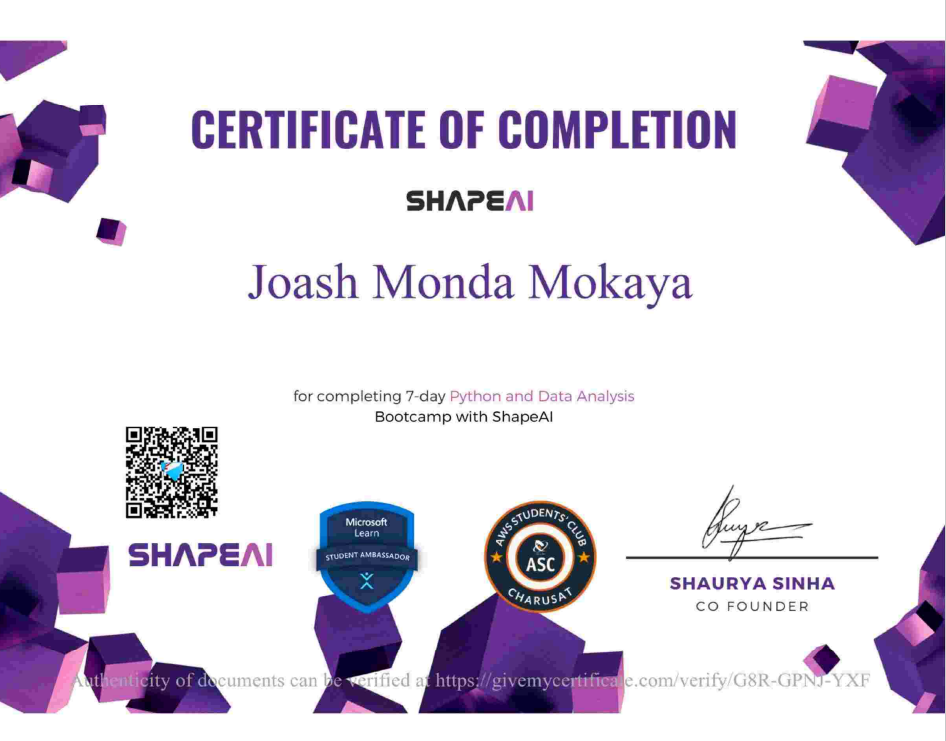 CERTIFICATE OF COMPLETION
SHAPEAI
Joash Monda Mokaya
for completing 7-day Python and Data Analysis
Bootcamp with ShapeAI
SHAPEAI
Microsoft
Learn
STUDENT AMBASSADOR
AWS STUDENTS' CLUB
ASC
CHARUSAT
SHAURYA SINHA
CO FOUNDER
Authenticity of documents can be verified at https://givemycertificate.com/verify/G8R-GPNJ-YXF